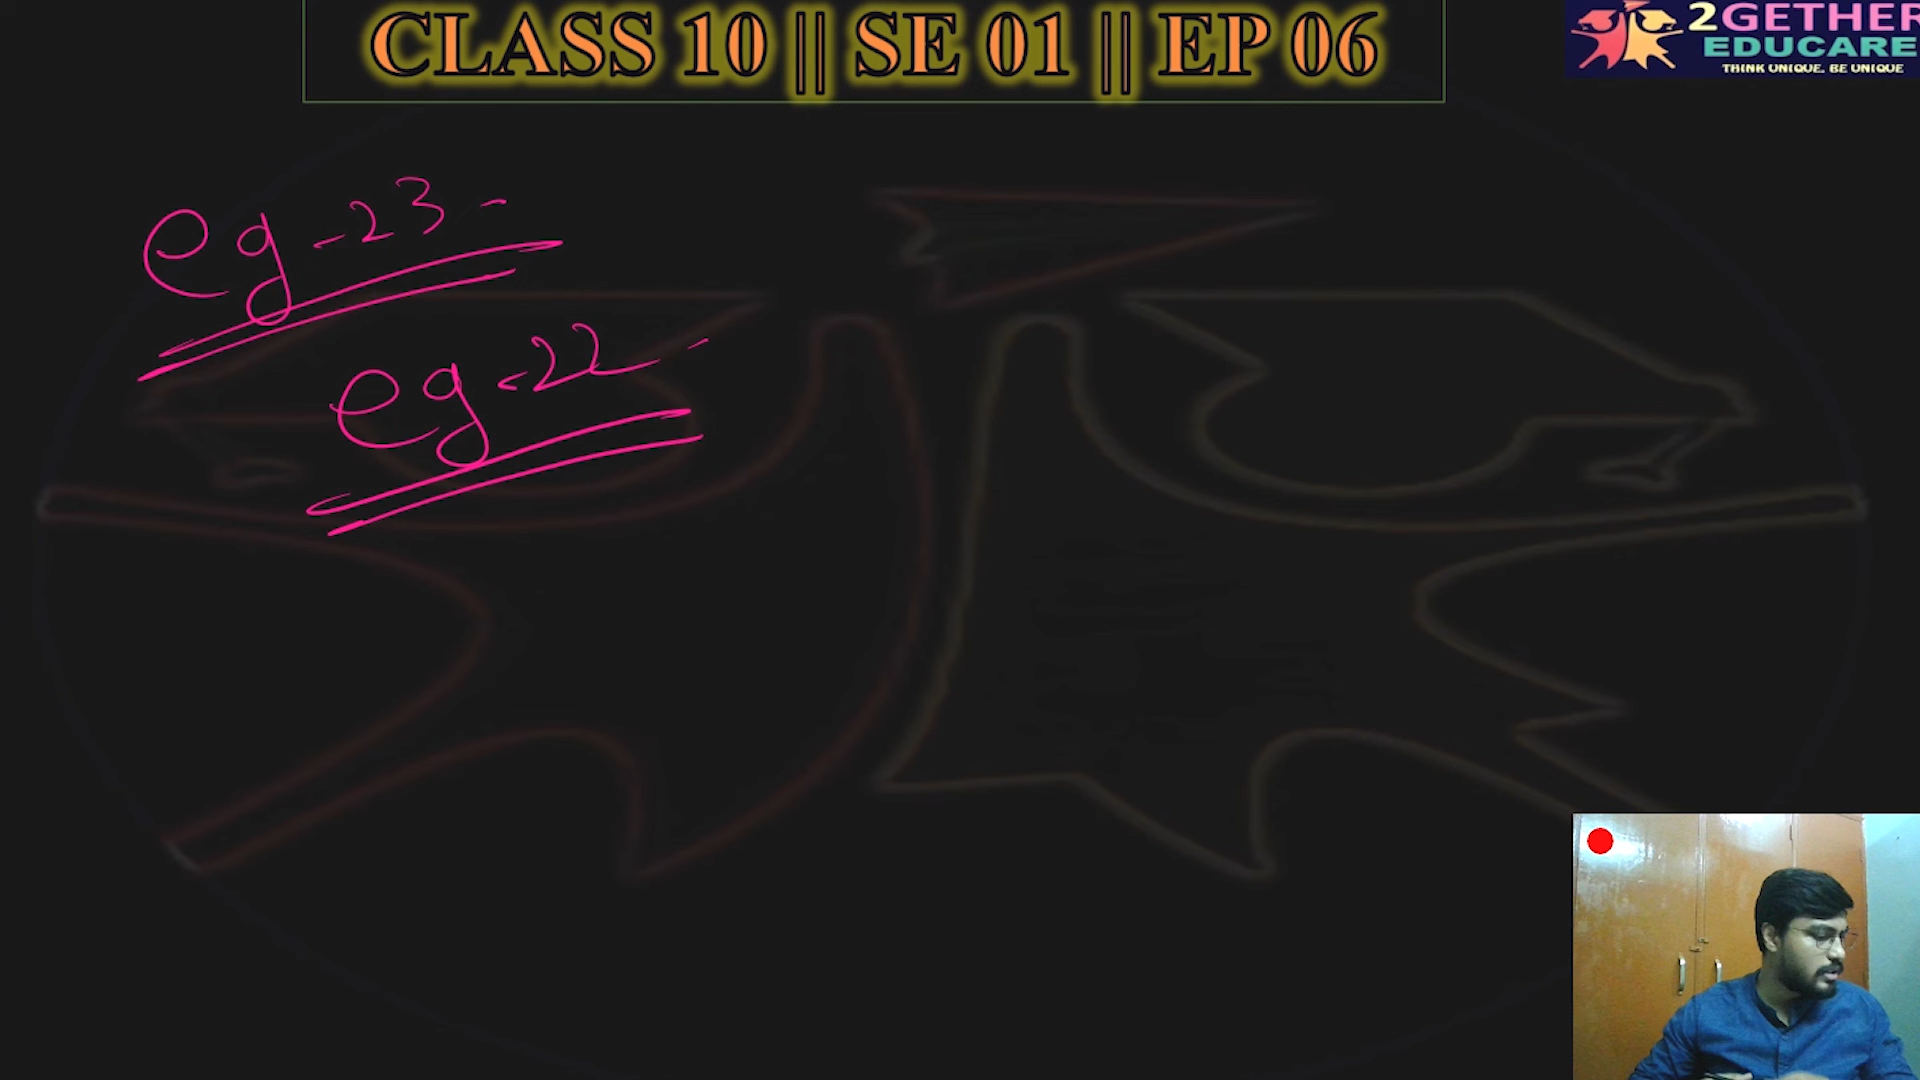 CLASS 10 || SE 01 || EP 06
2GETHER
EDUCARE
THINK UNIQUE. BE UNIQUE
eg-23-
eg-22-